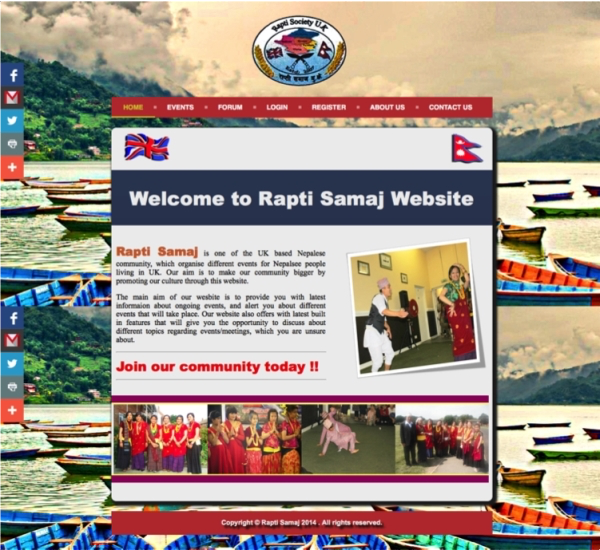 Rapti Society U.K
राप्ती समाज यु.के
HOME EVENTS FORUM LOGIN REGISTER ABOUT US CONTACT US
Welcome to Rapti Samaj Website
Rapti Samaj is one of the UK based Nepalese
community, which organise different events for Nepalsee people
living in UK. Our aim is to make our community bigger by
promoting our culture through this website.
The main aim of our wesbite is to provide you with latest
informaion about ongoing events, and alert you about different
events that will take place. Our website also offers with latest built
in features that will give you the opportunity to discuss about
different topics regarding events/meetings, which you are unsure
about.
Join our community today !!
Copyright © Rapti Samaj 2014 . All rights reserved.